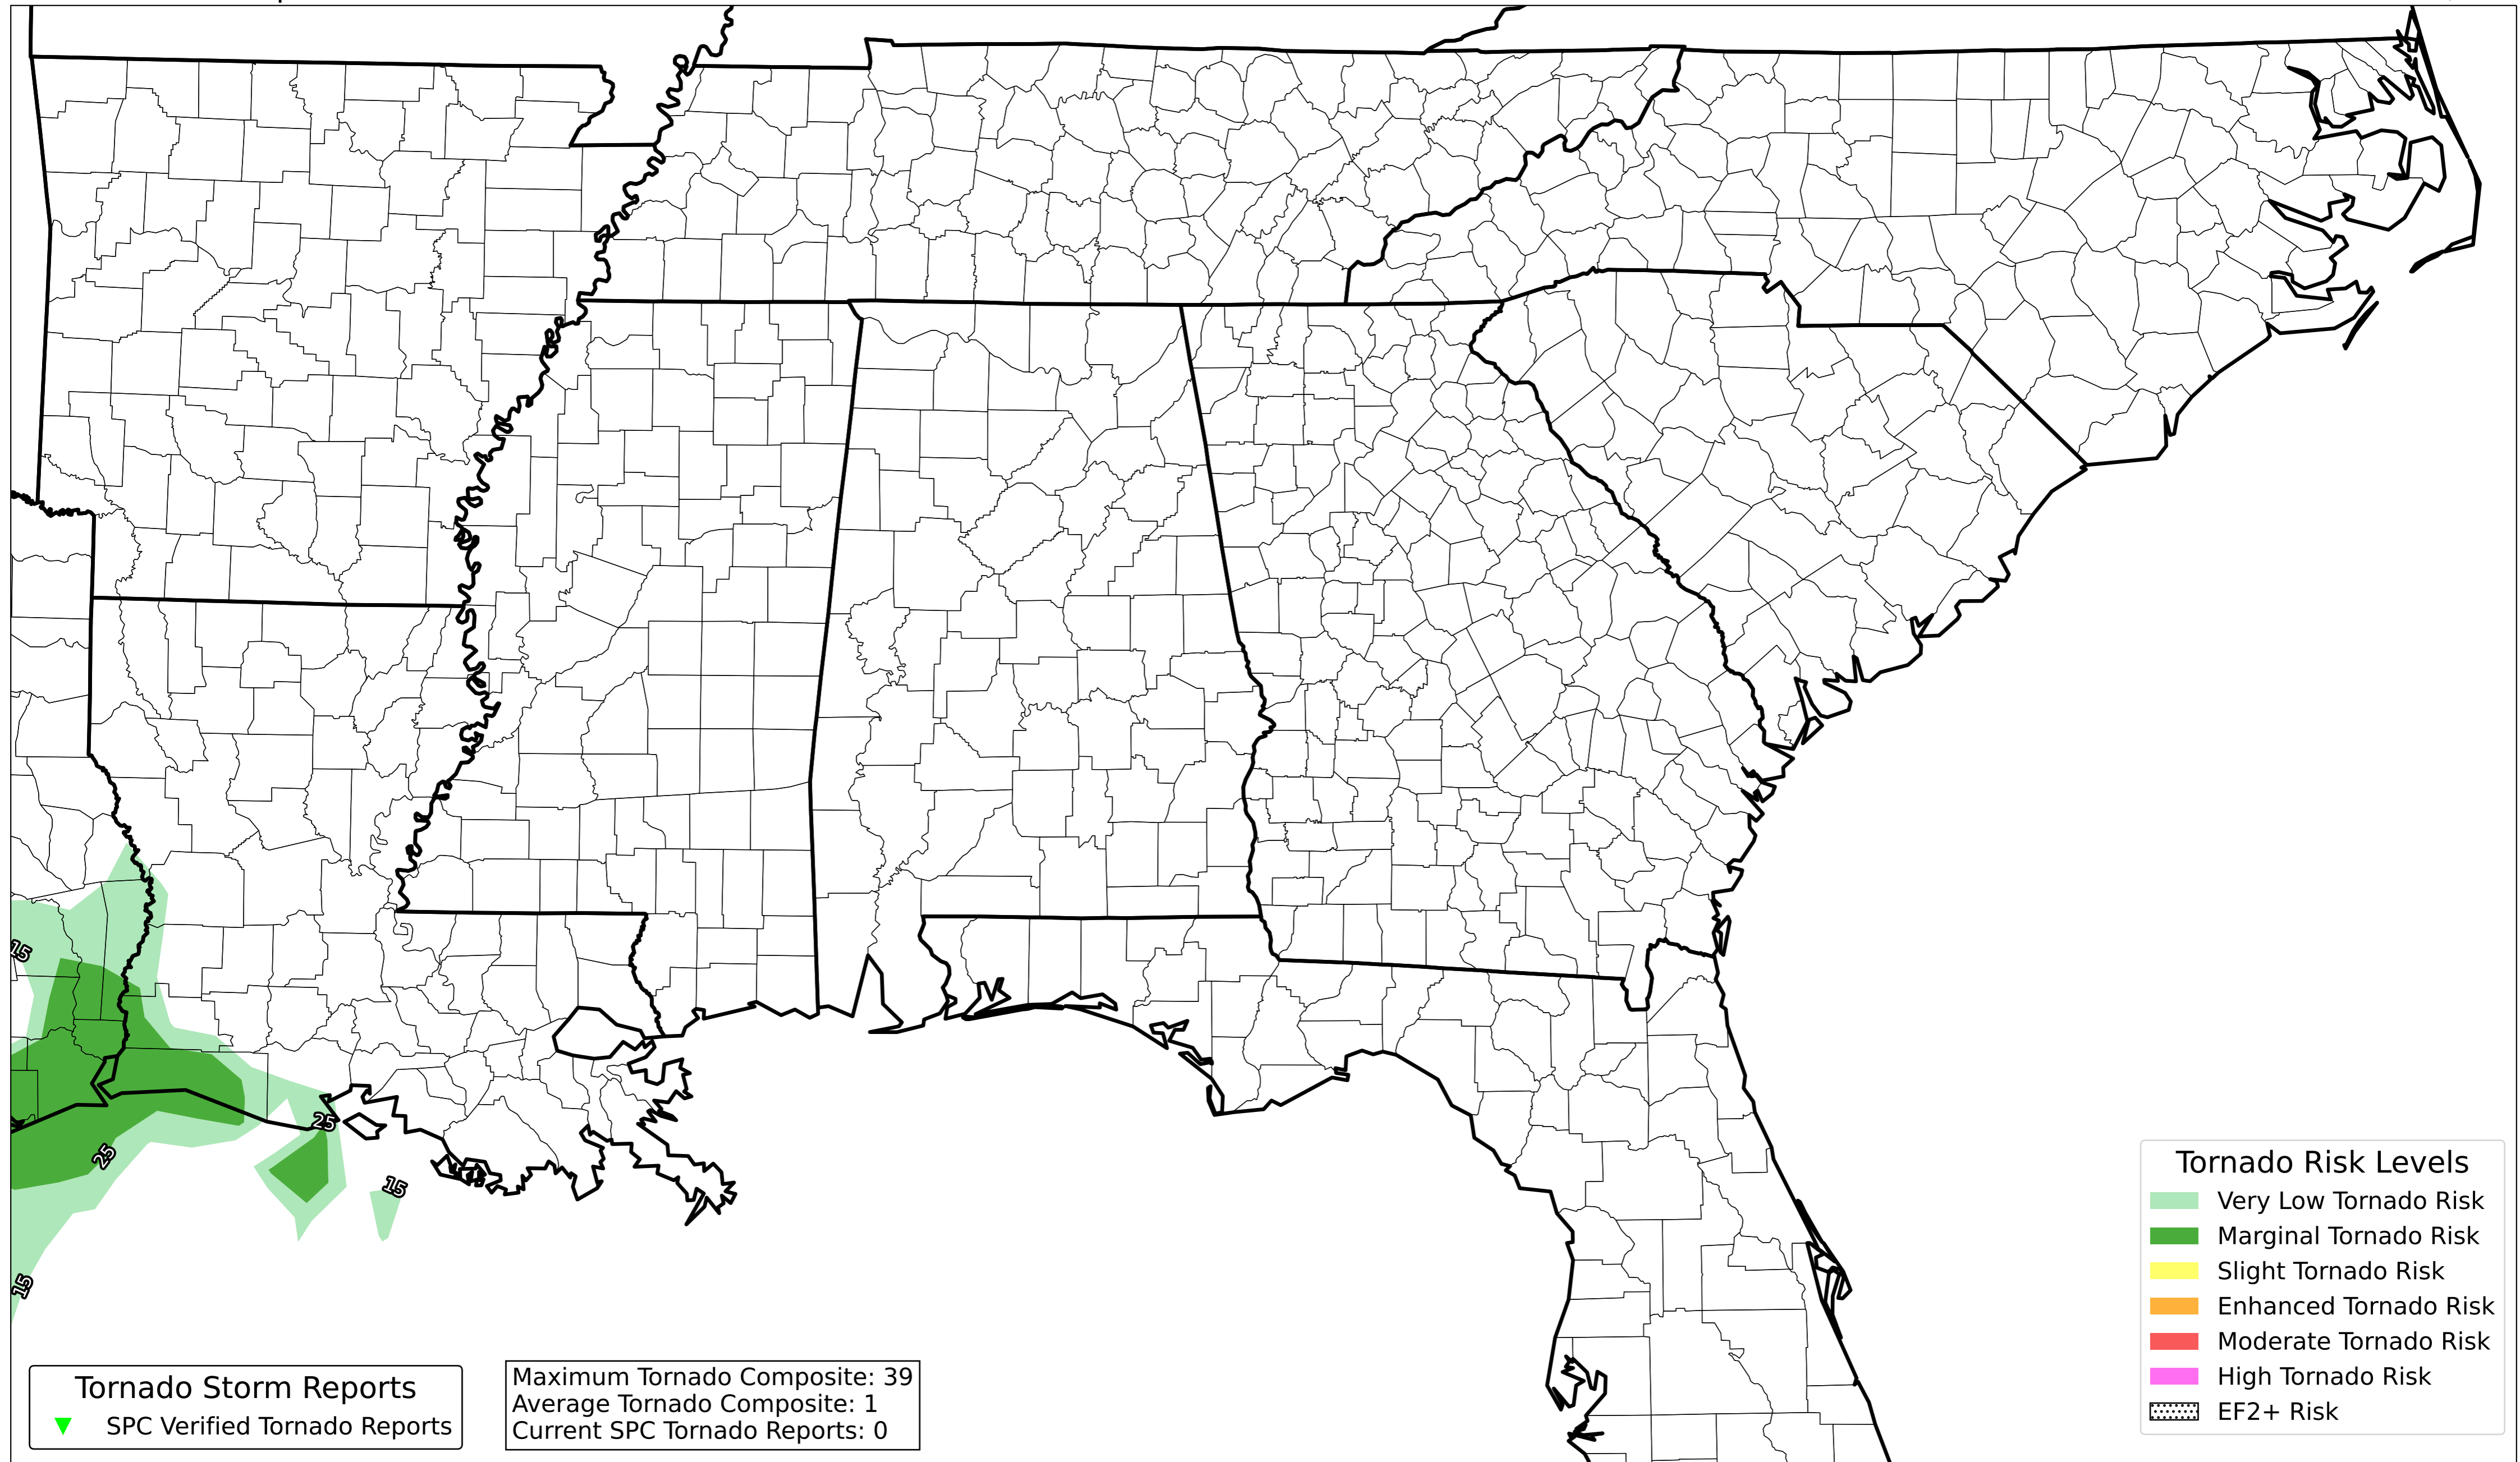 15
25
25
15
15
Tornado Storm Reports
SPC Verified Tornado Reports
Maximum Tornado Composite: 39
Average Tornado Composite: 1
Current SPC Tornado Reports: 0
Tornado Risk Levels
Very Low Tornado Risk
Marginal Tornado Risk
Slight Tornado Risk
Enhanced Tornado Risk
Moderate Tornado Risk
High Tornado Risk
EF2+ Risk